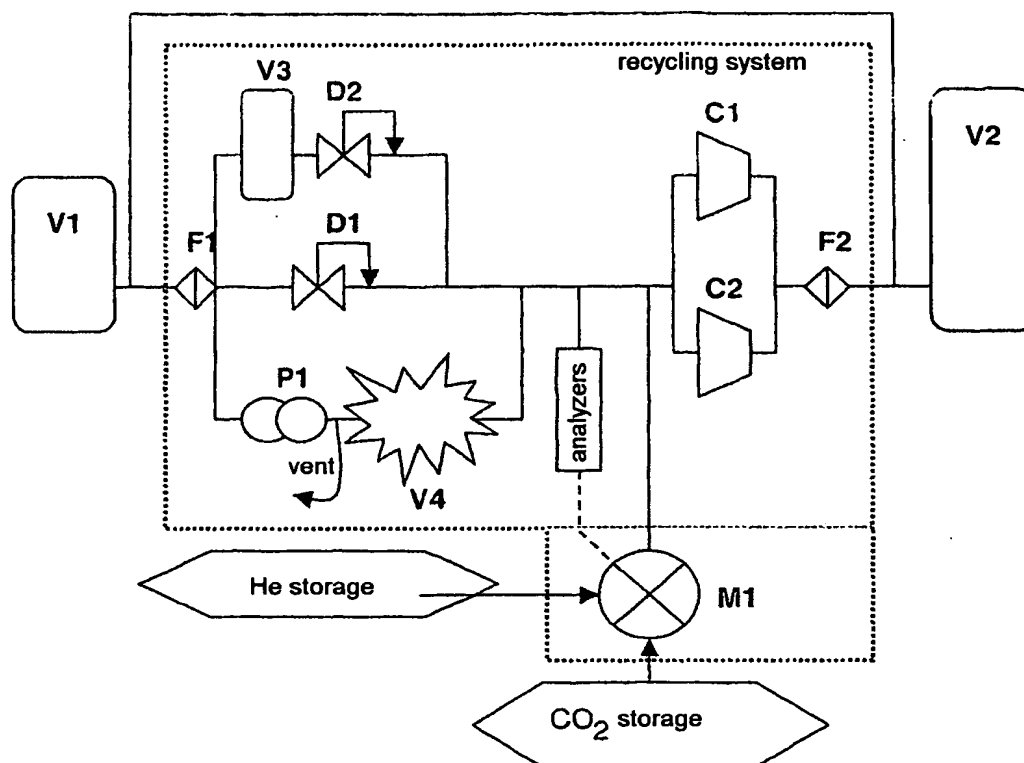 recycling system
V3
D2
C1
V2
V1
F1
D1
F2
C2
P1
analyzers
vent
V4
He storage
M1
CO2 storage